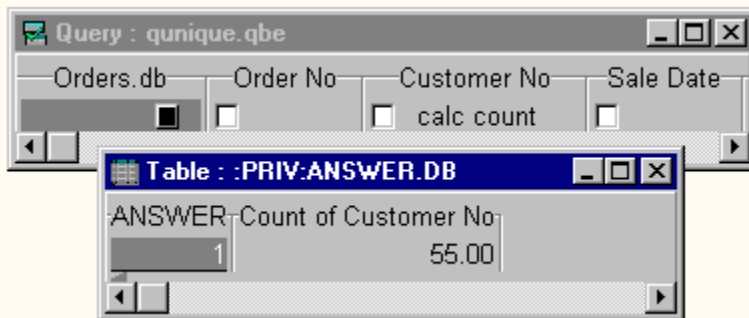 Query : qunique.qbe
Orders.db Order No Customer No Sale Date
calc count
Table : :PRIV:ANSWER.DB
ANSWER Count of Customer No
1 55.00